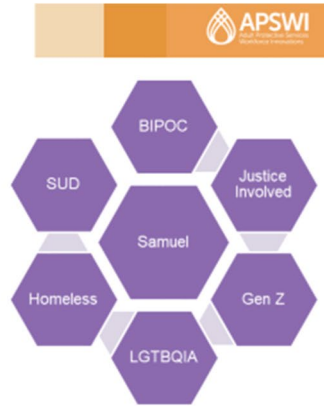 APSWI
Adult Protective Services
Workforce Innovations
BIPOC
SUD
Justice
Involved
Samuel
Homeless
Gen Z
LGTBQIA